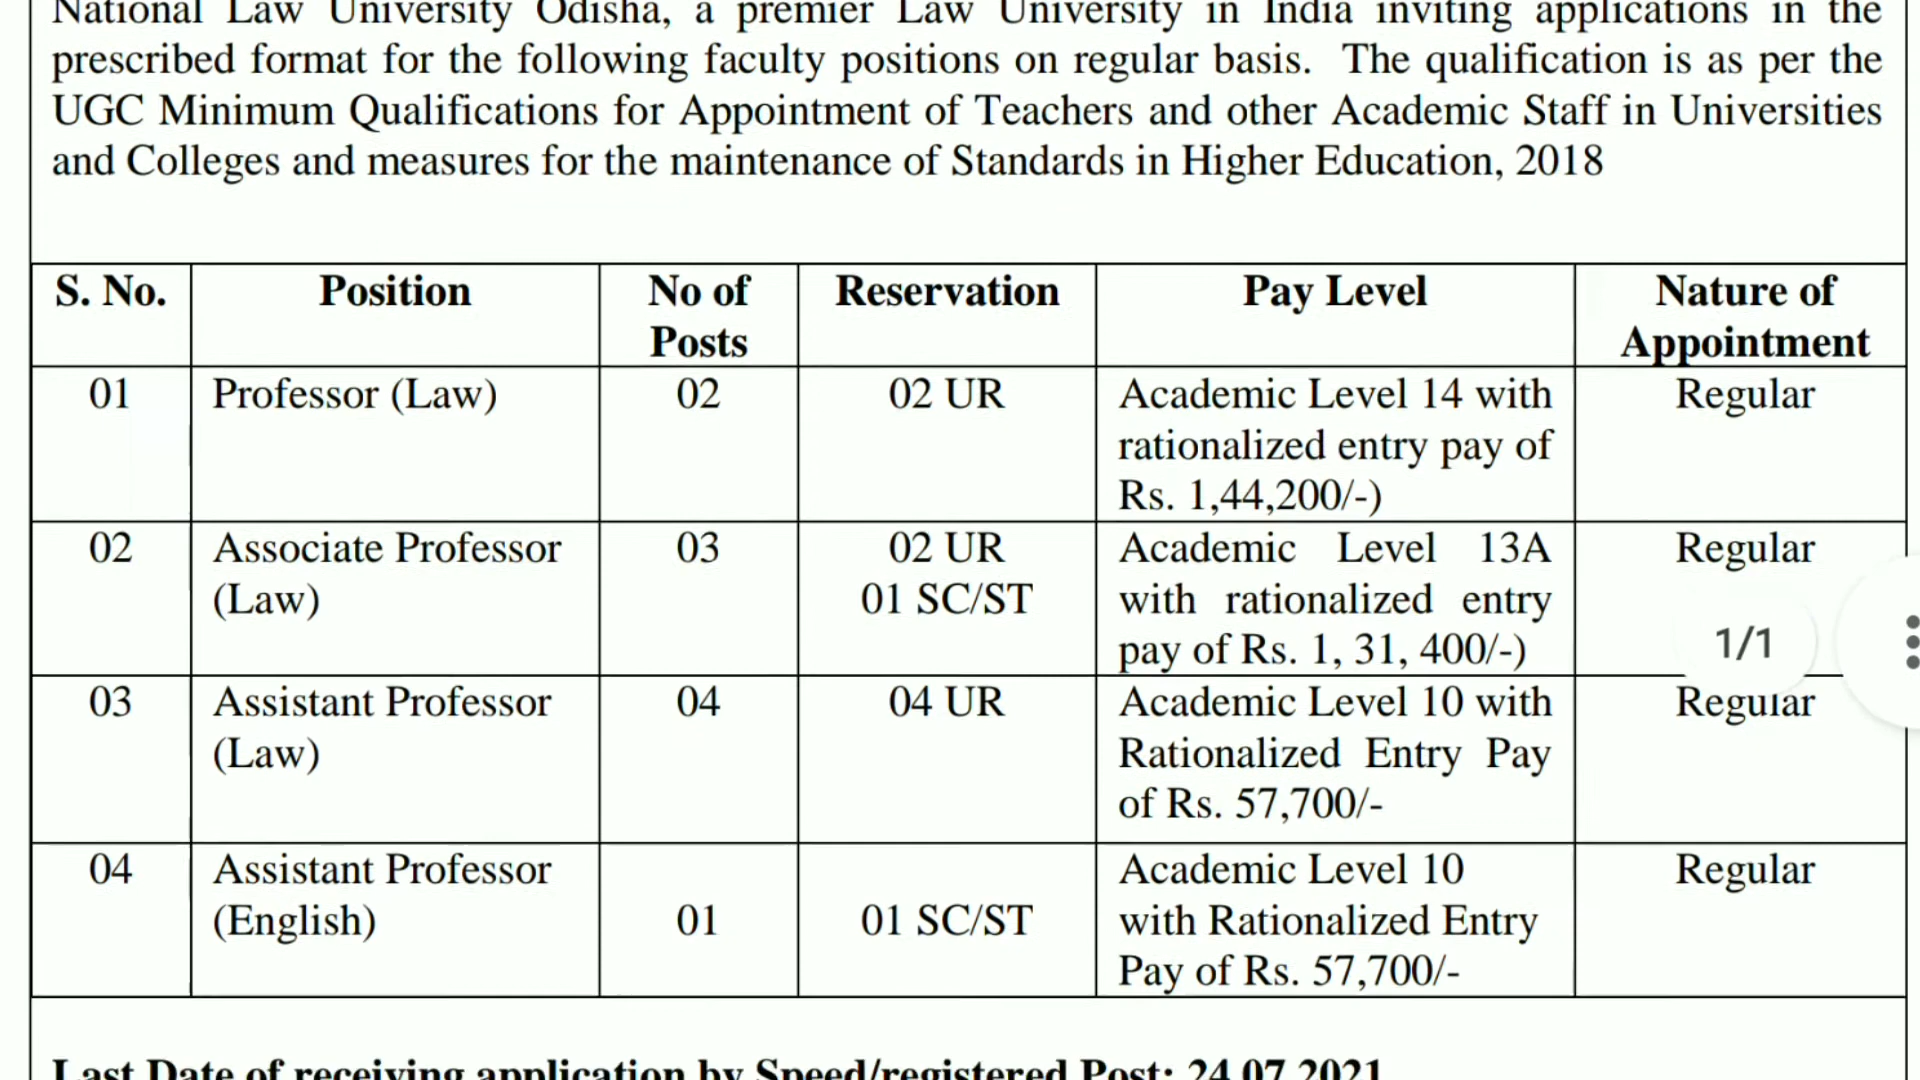 National Law University Odisha, a premier Law University in India inviting applications in the
prescribed format for the following faculty positions on regular basis. The qualification is as per the
UGC Minimum Qualifications for Appointment of Teachers and other Academic Staff in Universities
and Colleges and measures for the maintenance of Standards in Higher Education, 2018
S. No. Position No of Posts Reservation Pay Level Nature of Appointment
01 Professor (Law) 02 02 UR Academic Level 14 with
rationalized entry pay of
Rs. 1,44,200/-) Regular
02 Associate Professor
(Law) 03 02 UR
01 SC/ST Academic Level 13A
with rationalized entry
pay of Rs. 1, 31, 400/-) Regular
1/1
03 Assistant Professor
(Law) 04 04 UR Academic Level 10 with
Rationalized Entry Pay
of Rs. 57,700/- Regular
04 Assistant Professor
(English) 01 01 SC/ST Academic Level 10
with Rationalized Entry
Pay of Rs. 57,700/- Regular
Last Date of receiving application by Speed/registered Post: 24.07.2021